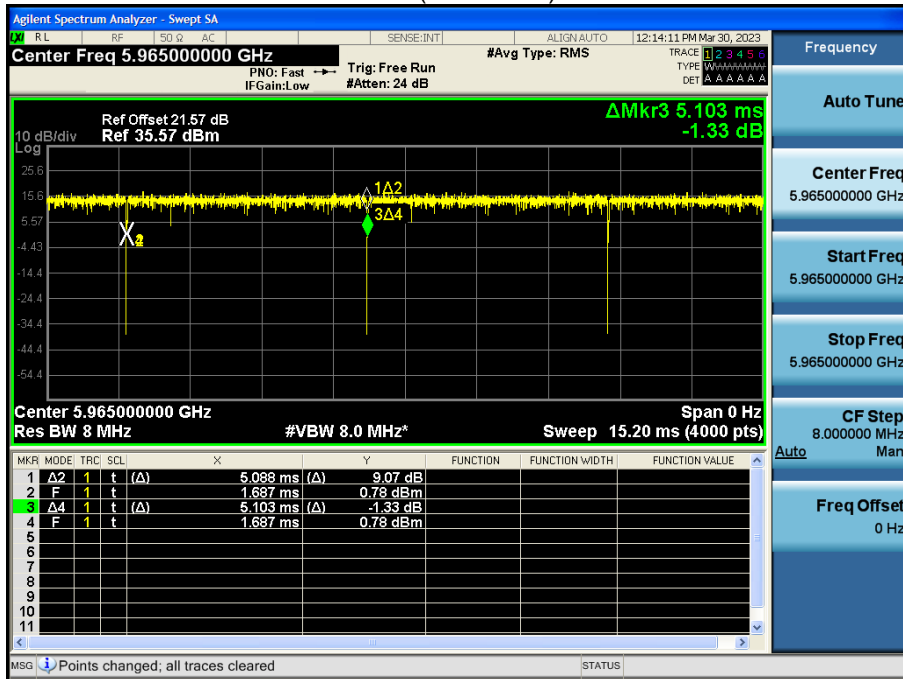 Agilent Spectrum Analyzer - Swept SA
LXI RL RF 50 Ω AC SENSE:INT ALIGN AUTO 12:14:11 PM Mar 30, 2023
Center Freq 5.965000000 GHz #Avg Type: RMS TRACE 1 2 3 4 5 6
PNO: Fast Trig: Free Run TYPE WWWWWW
IFGain:Low #Atten: 24 dB DET A A A A A A
ΔMkr3 5.103 ms
Ref Offset 21.57 dB
-1.33 dB
10 dB/div Ref 35.57 dBm
Log
25.6
15.6
5.57
-4.43
-14.4
-24.4
-34.4
-44.4
-54.4
1Δ2
3Δ4
2
Center 5.965000000 GHz Span 0 Hz
Res BW 8 MHz #VBW 8.0 MHz* Sweep 15.20 ms (4000 pts)
MKR MODE TRC SCL X Y FUNCTION FUNCTION WIDTH FUNCTION VALUE
1 Δ2 1 t (Δ) 5.088 ms (Δ) 9.07 dB
2 F 1 t 1.687 ms 0.78 dBm
3 Δ4 1 t (Δ) 5.103 ms (Δ) -1.33 dB
4 F 1 t 1.687 ms 0.78 dBm
5
6
7
8
9
10
11
MSG Points changed; all traces cleared STATUS
Frequency
Auto Tune
Center Freq
5.965000000 GHz
Start Freq
5.965000000 GHz
Stop Freq
5.965000000 GHz
CF Step
8.000000 MHz
Auto Man
Freq Offset
0 Hz